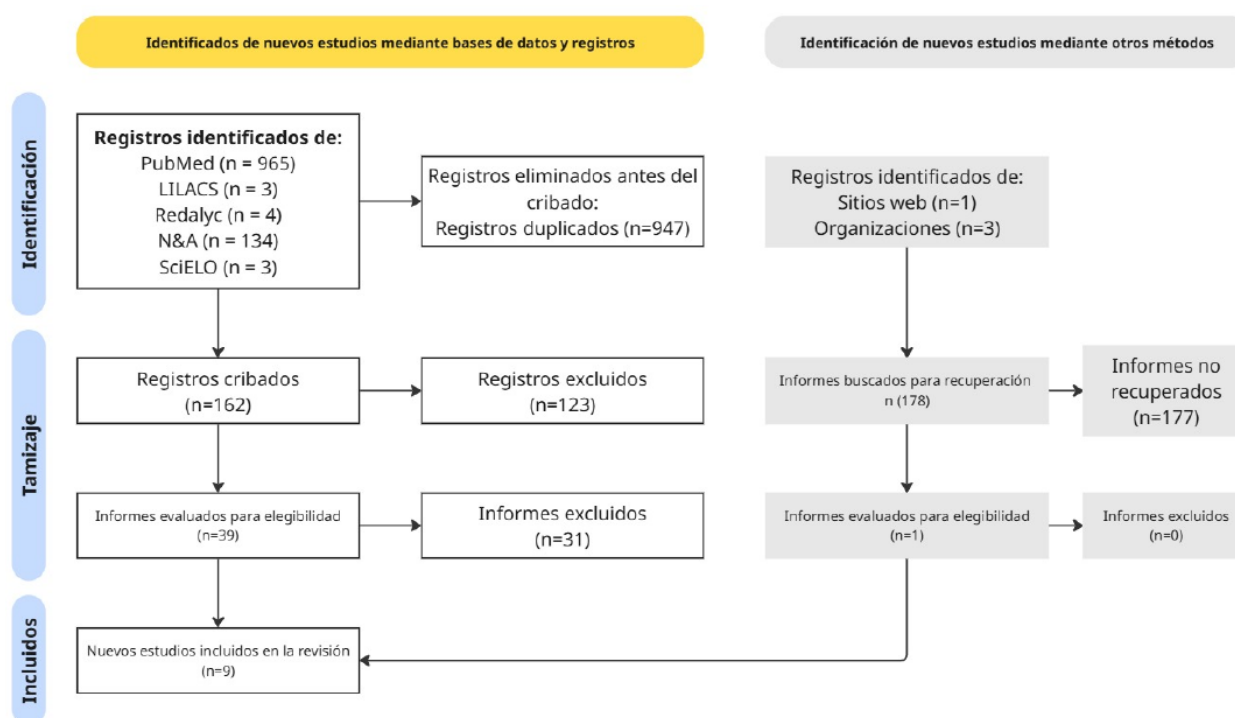 Identificados de nuevos estudios mediante bases de datos y registros
Identificación de nuevos estudios mediante otros métodos
Identificación
Registros identificados de:
PubMed (n = 965)
LILACS (n = 3)
Redalyc (n = 4)
N&A (n = 134)
SciELO (n = 3)
Registros eliminados antes del
cribado:
Registros duplicados (n=947)
Registros identificados de:
Sitios web (n=1)
Organizaciones (n=3)
Tamizaje
Registros cribados
(n=162)
Registros excluidos
(n=123)
Informes buscados para recuperación
n (178)
Informes no
recuperados
(n=177)
Informes evaluados para elegibilidad
(n=39)
Informes excluidos
(n=31)
Informes evaluados para elegibilidad
(n=1)
Informes excluidos
(n=0)
Incluidos
Nuevos estudios incluidos en la revisión
(n=9)